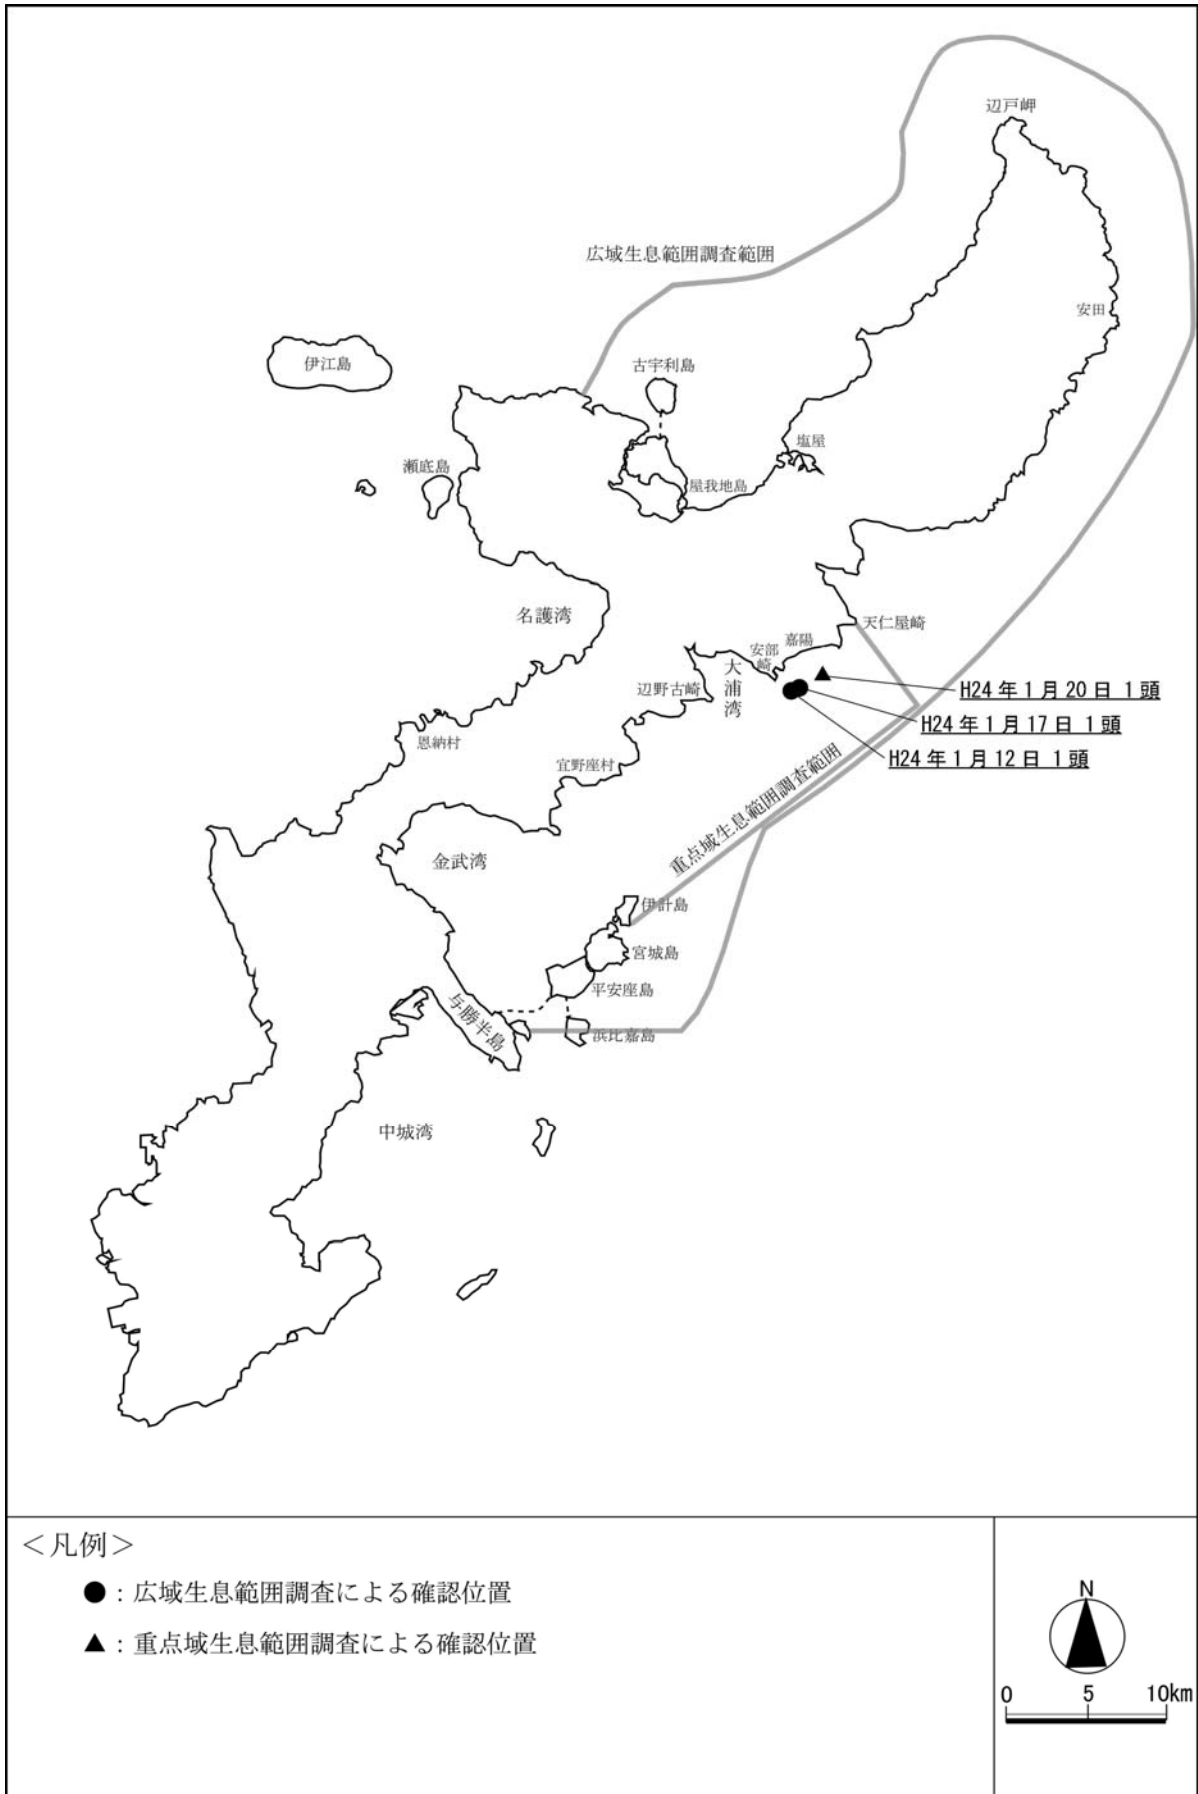 辺戸岬
広域生息範囲調査範囲
安田
伊江島
古宇利島
塩屋
瀬底島
屋我地島
名護湾
天仁屋崎
嘉陽
安部崎
大浦湾
辺野古崎
H24年1月20日 1頭
H24年1月17日 1頭
H24年1月12日 1頭
恩納村
宜野座村
重点域生息範囲調査範囲
金武湾
伊計島
宮城島
平安座島
与勝半島
浜比嘉島
中城湾
＜凡例＞
●：広域生息範囲調査による確認位置
▲：重点域生息範囲調査による確認位置
N
0 5 10km